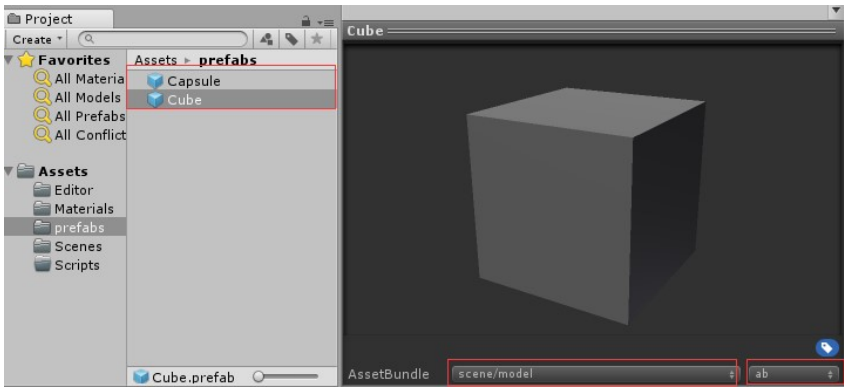 Project
Create
Favorites
All Materia
All Models
All Prefabs
All Conflict
Assets
Editor
Materials
prefabs
Scenes
Scripts
Assets prefabs
Capsule
Cube
Cube.prefab
Cube
AssetBundle scene/model ab